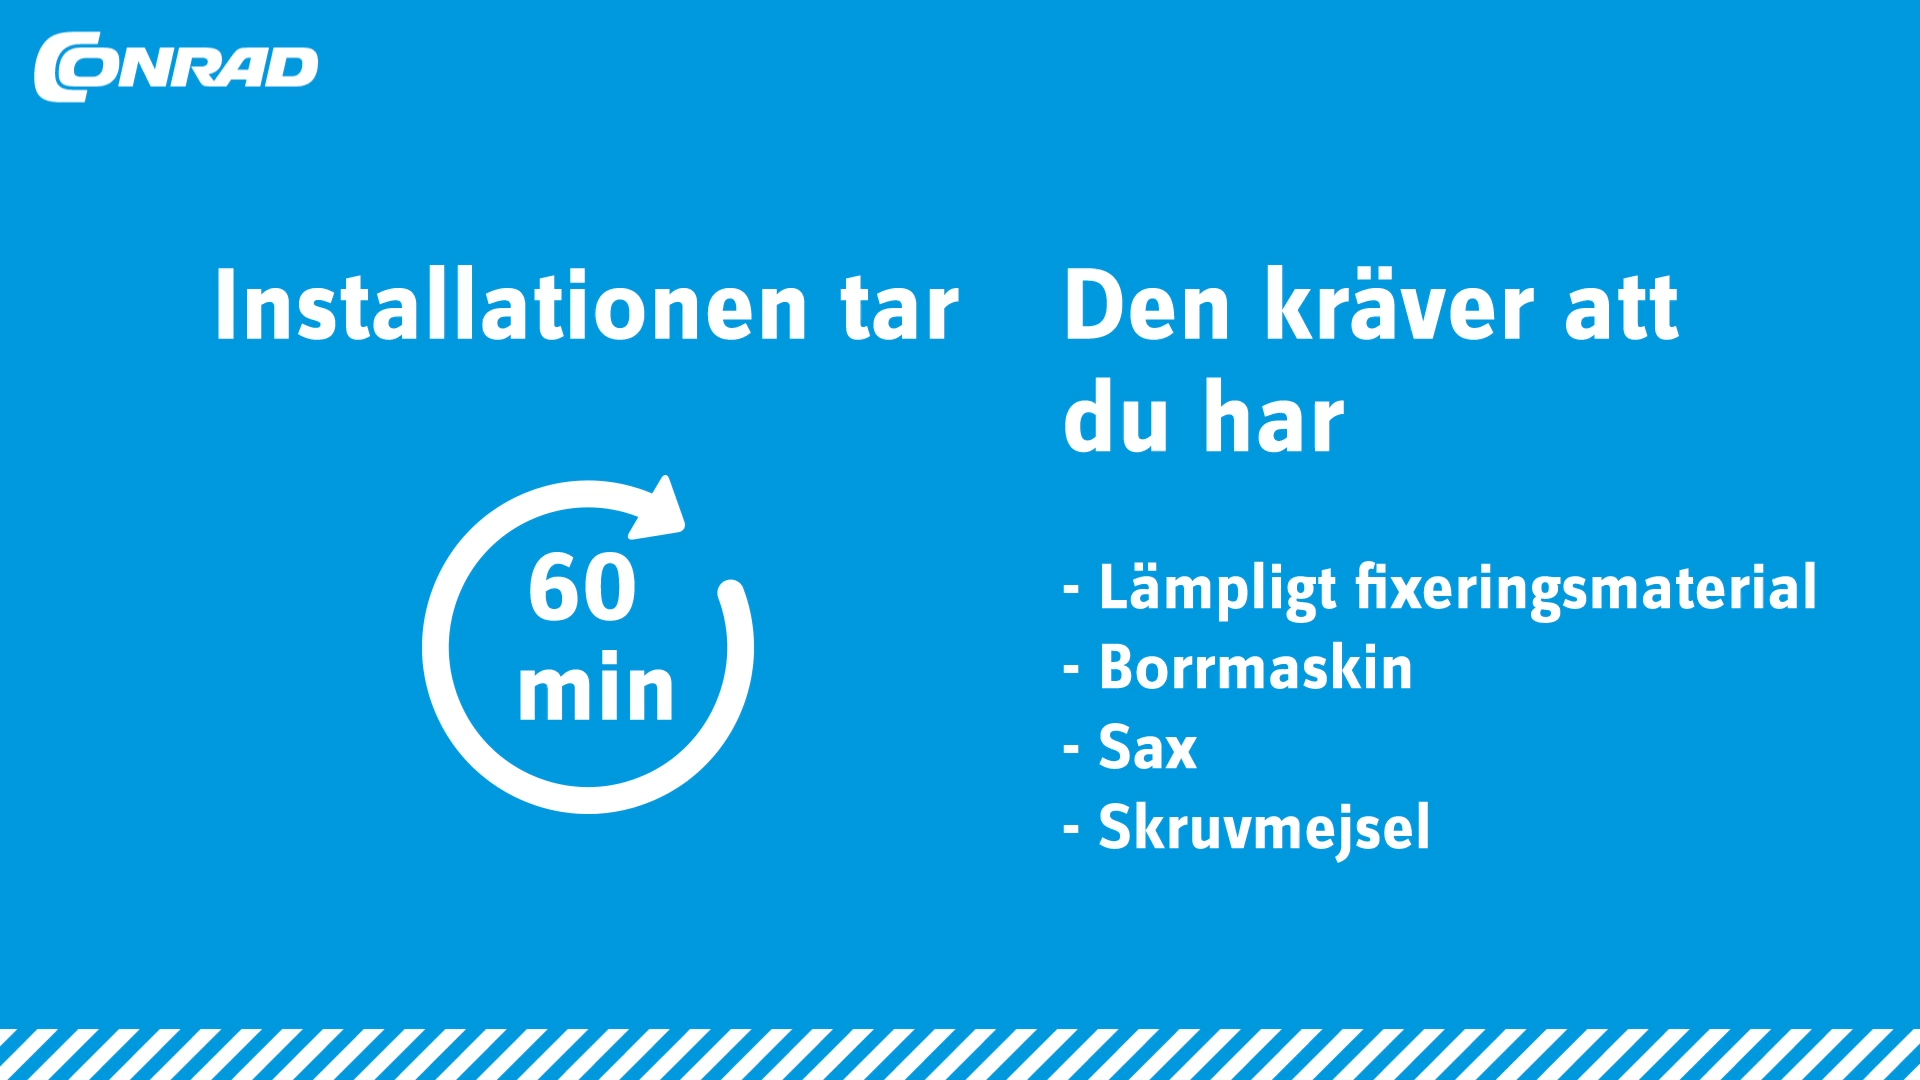 CONRAD
Installationen tar
60
min
Den kräver att
du har
- Lämpligt fixeringsmaterial
- Borrmaskin
- Sax
- Skruvmejsel